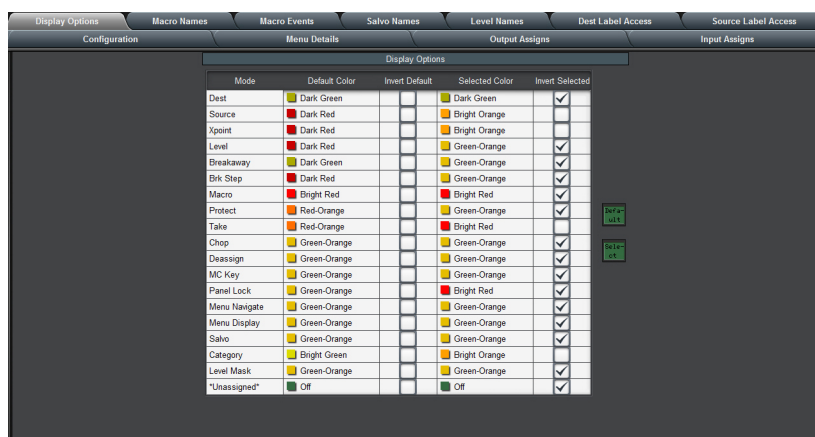 Display Options Macro Names Macro Events Salvo Names Level Names Dest Label Access Source Label Access
Configuration Menu Details Output Assigns Input Assigns
Display Options
Mode Default Color Invert Default Selected Color Invert Selected
Dest Dark Green Dark Green
Source Dark Red Bright Orange
Xpoint Dark Red Bright Orange
Level Dark Red Green-Orange
Breakaway Dark Green Green-Orange
Brk Step Dark Red Green-Orange
Macro Bright Red Bright Red
Protect Red-Orange Green-Orange
Take Red-Orange Bright Red
Chop Green-Orange Green-Orange
Deassign Green-Orange Green-Orange
MC Key Green-Orange Green-Orange
Panel Lock Green-Orange Bright Red
Menu Navigate Green-Orange Green-Orange
Menu Display Green-Orange Green-Orange
Salvo Green-Orange Green-Orange
Category Bright Green Bright Orange
Level Mask Green-Orange Green-Orange
*Unassigned* Off Off
Defa-
ult
Sele-
ct